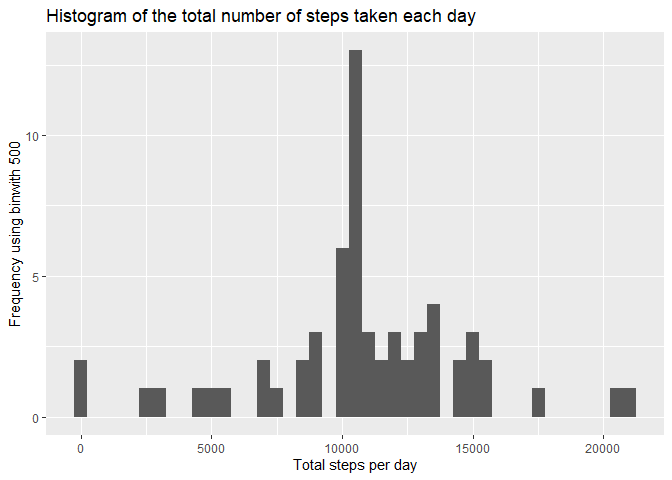 Histogram of the total number of steps taken each day
Frequency using binwith 500
10
5
0
0 5000 10000 15000 20000
Total steps per day